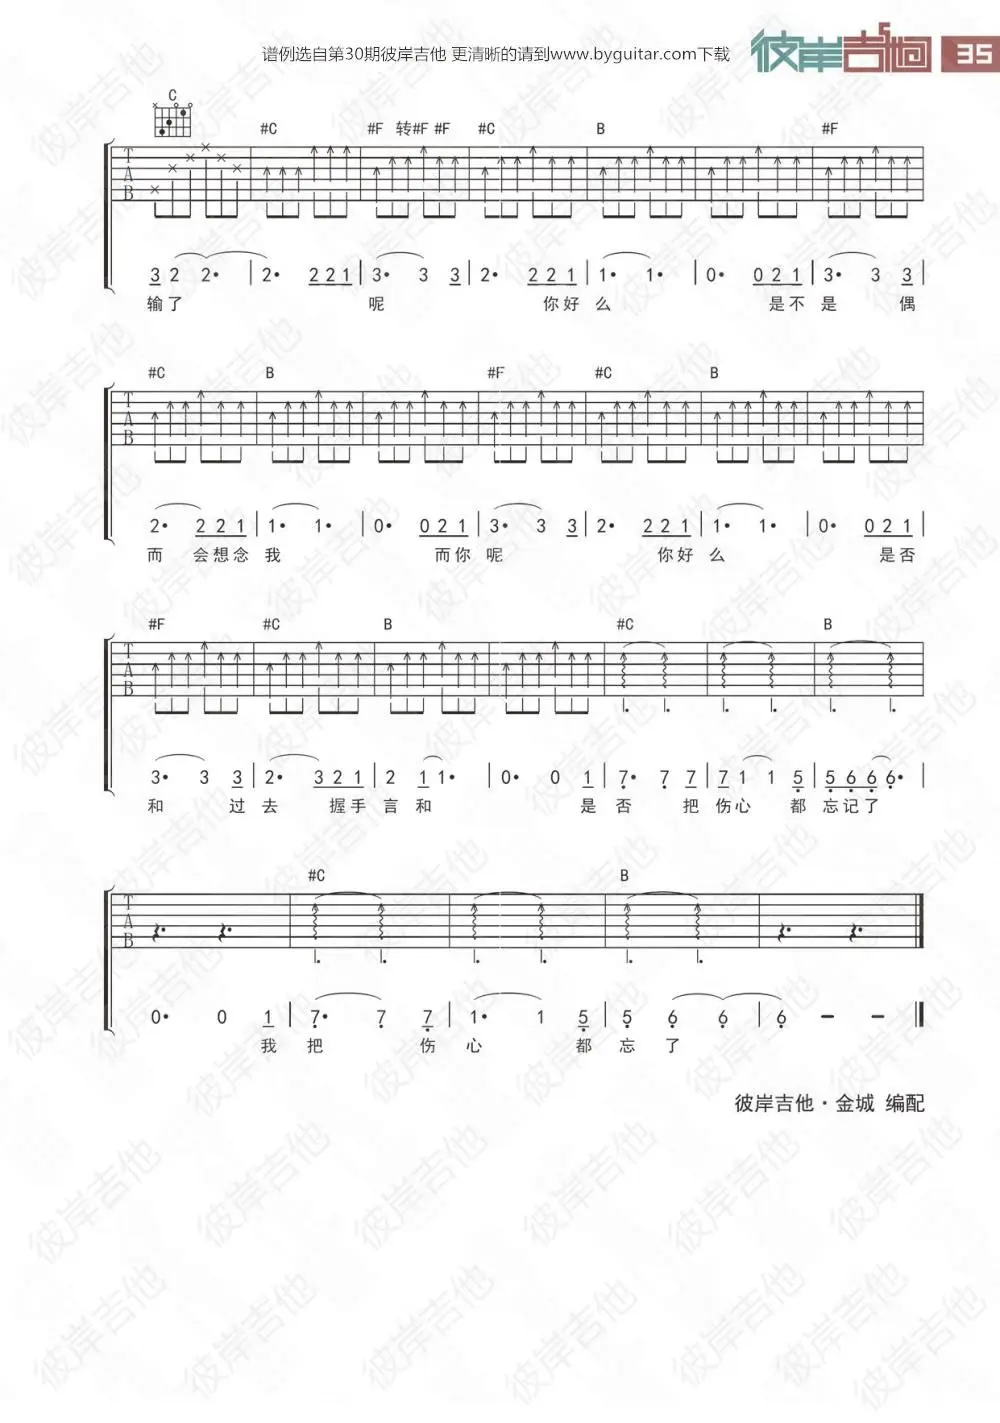 谱例选自第30期彼岸吉他 更清晰的请到www.byguitar.com下载
彼岸吉他 35
C
#C #F 转#F #F #C B #F
T
A
B
3 2 2· | 2· 2 2 1 | 3· 3 3 | 2· 2 2 1 | 1· 1· | 0· 0 2 1 | 3· 3 3 |
输了 呢 你好么 是不是 偶
#C B #F #C B
T
A
B
2· 2 2 1 | 1· 1· | 0· 0 2 1 | 3· 3 3 | 2· 2 2 1 | 1· 1· | 0· 0 2 1 |
而 会想念我 而你呢 你好么 是否
#F #C B #C B
T
A
B
3· 3 3 | 2· 3 2 1 | 2 1 1· | 0· 0 1 | 7· 7 7 | 7 1 1 5 | 5 6 6 6· |
和 过去 握手言和 是否 把伤心 都忘记了
#C B
T
A
B
0· 0 1 | 7· 7 7 | 1· 1 5 | 5 6 6 | 6 – – ‖
我把 伤心 都忘了
彼岸吉他·金城 编配